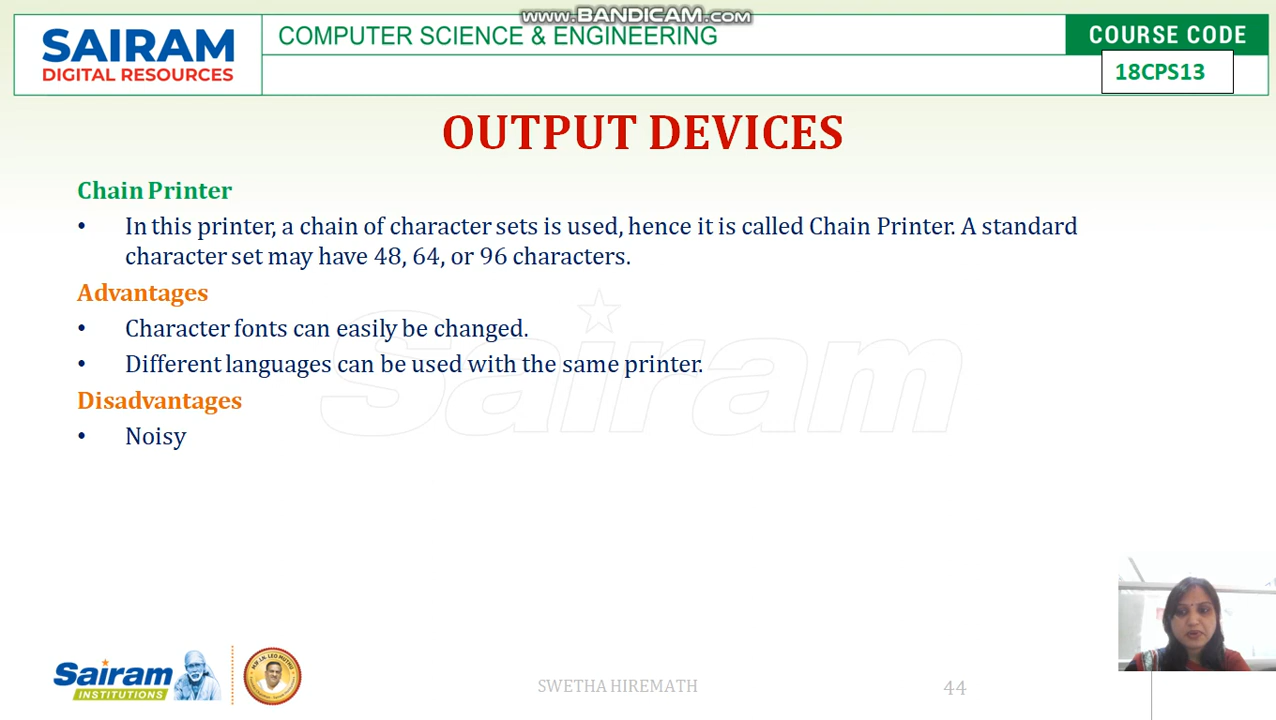 www.BANDICAM.com
SAIRAM
DIGITAL RESOURCES
COMPUTER SCIENCE & ENGINEERING
COURSE CODE
18CPS13
OUTPUT DEVICES
Chain Printer
• In this printer, a chain of character sets is used, hence it is called Chain Printer. A standard
character set may have 48, 64, or 96 characters.
Advantages
• Character fonts can easily be changed.
• Different languages can be used with the same printer.
Disadvantages
• Noisy
Sairam
Sairam
INSTITUTIONS
SWETHA HIREMATH
44